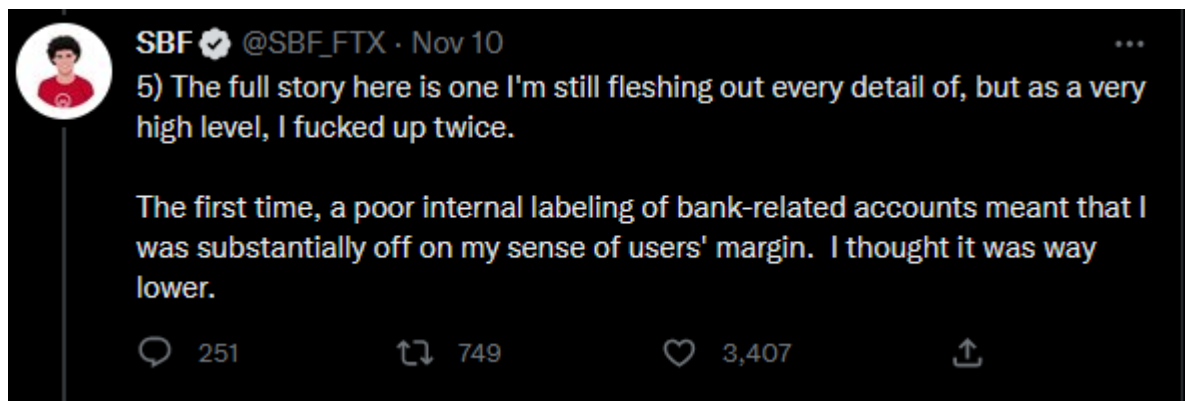 SBF @SBF_FTX · Nov 10
5) The full story here is one I'm still fleshing out every detail of, but as a very
high level, I fucked up twice.
The first time, a poor internal labeling of bank-related accounts meant that I
was substantially off on my sense of users' margin.  I thought it was way
lower.
251 749 3,407